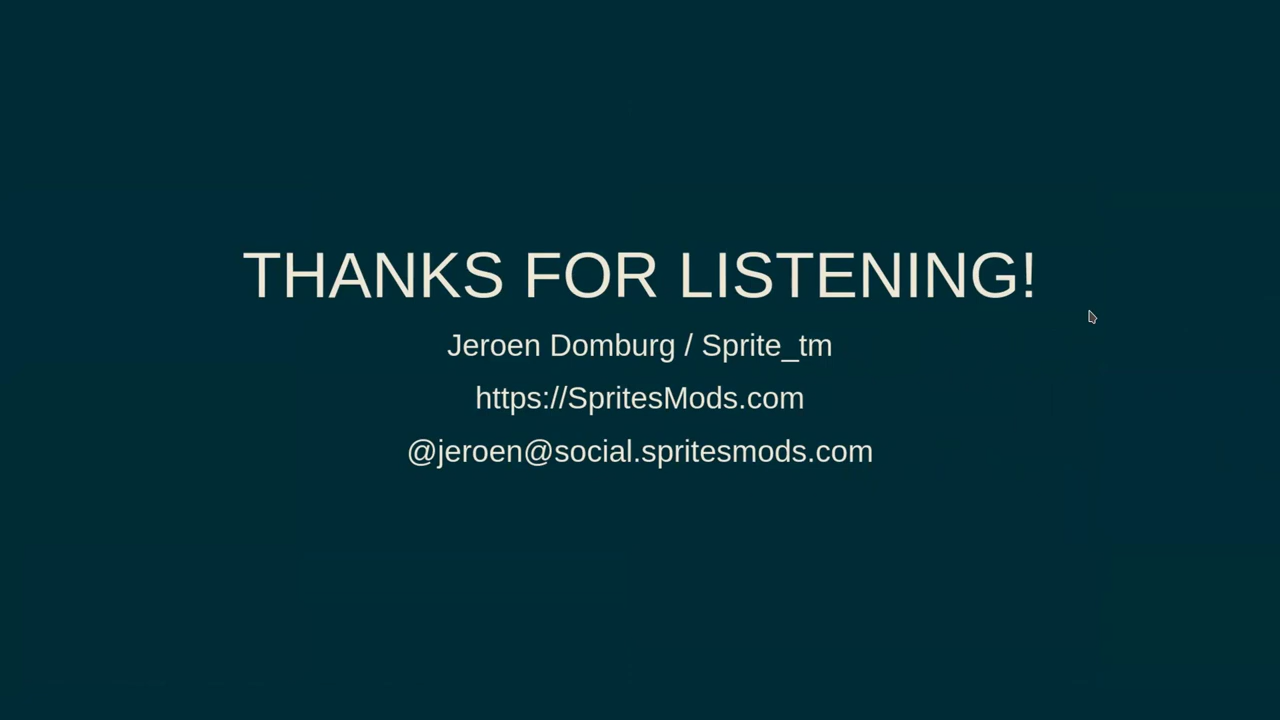 THANKS FOR LISTENING!
Jeroen Domburg / Sprite_tm
https://SpritesMods.com
@jeroen@social.spritesmods.com